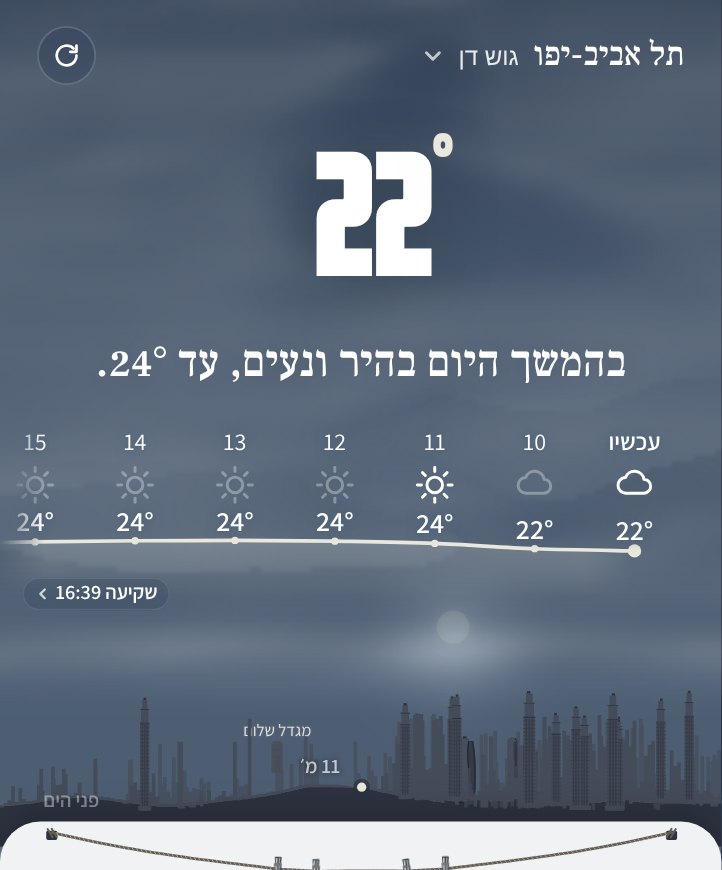 תל אביב-יפו גוש דן
22°
בהמשך היום בהיר ונעים, עד 24°.
עכשיו 10 11 12 13 14 15
22° 22° 24° 24° 24° 24° 24°
שקיעה 16:39
מגדל שלום
11 מ׳
פני הים